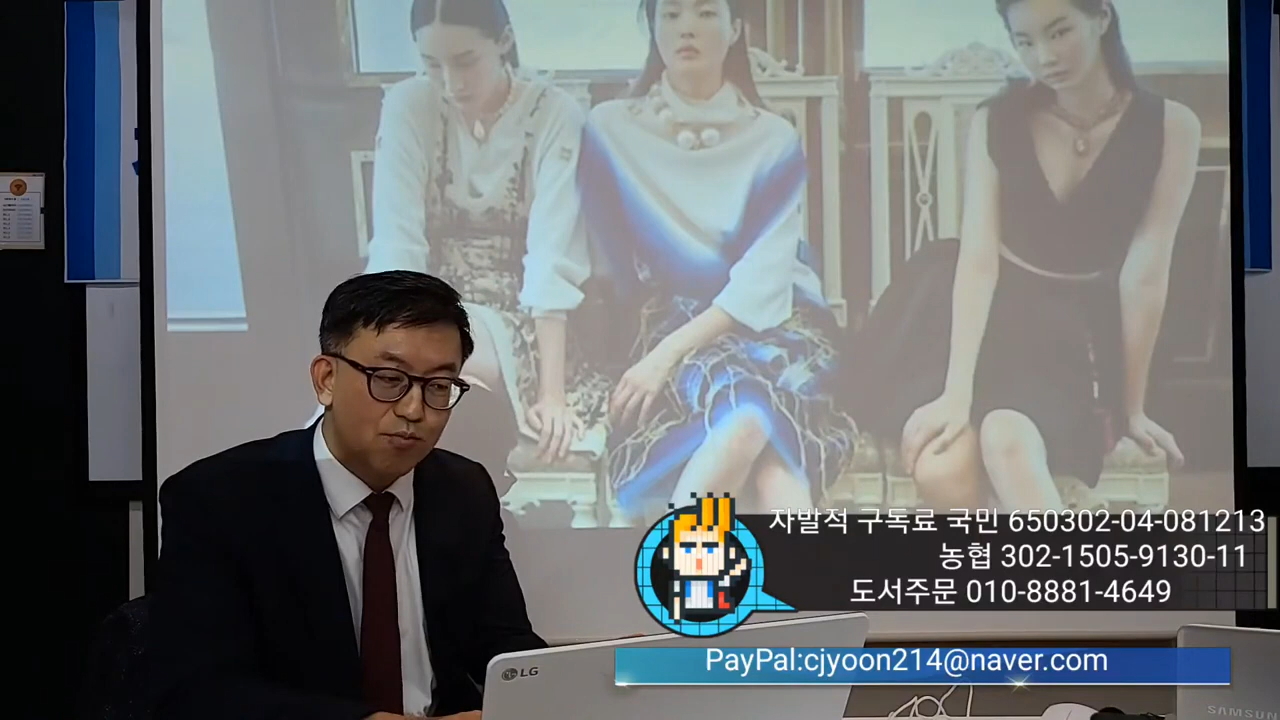 자발적 구독료 국민 650302-04-081213
농협 302-1505-9130-11
도서주문 010-8881-4649
PayPal:cjyoon214@naver.com
LG
SAMSUN